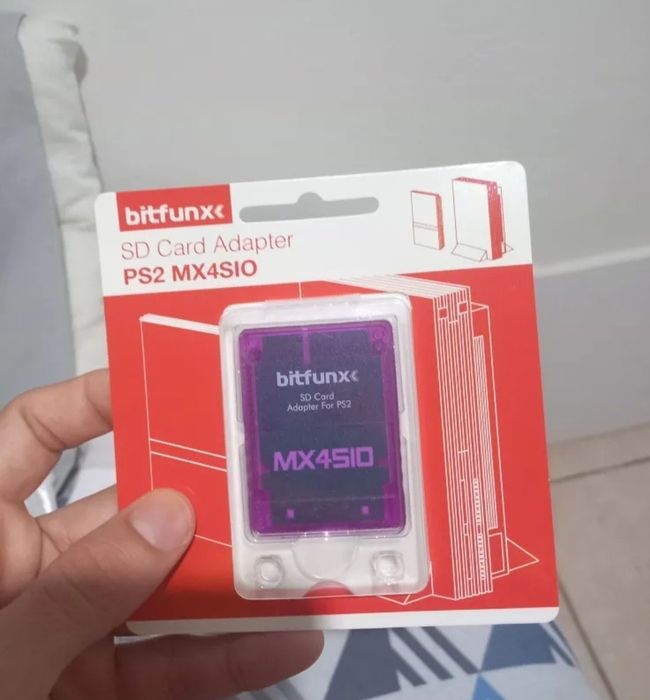 bitfunx
SD Card Adapter
PS2 MX4SIO
bitfunx
SD Card
Adapter For PS2
MX4SIO